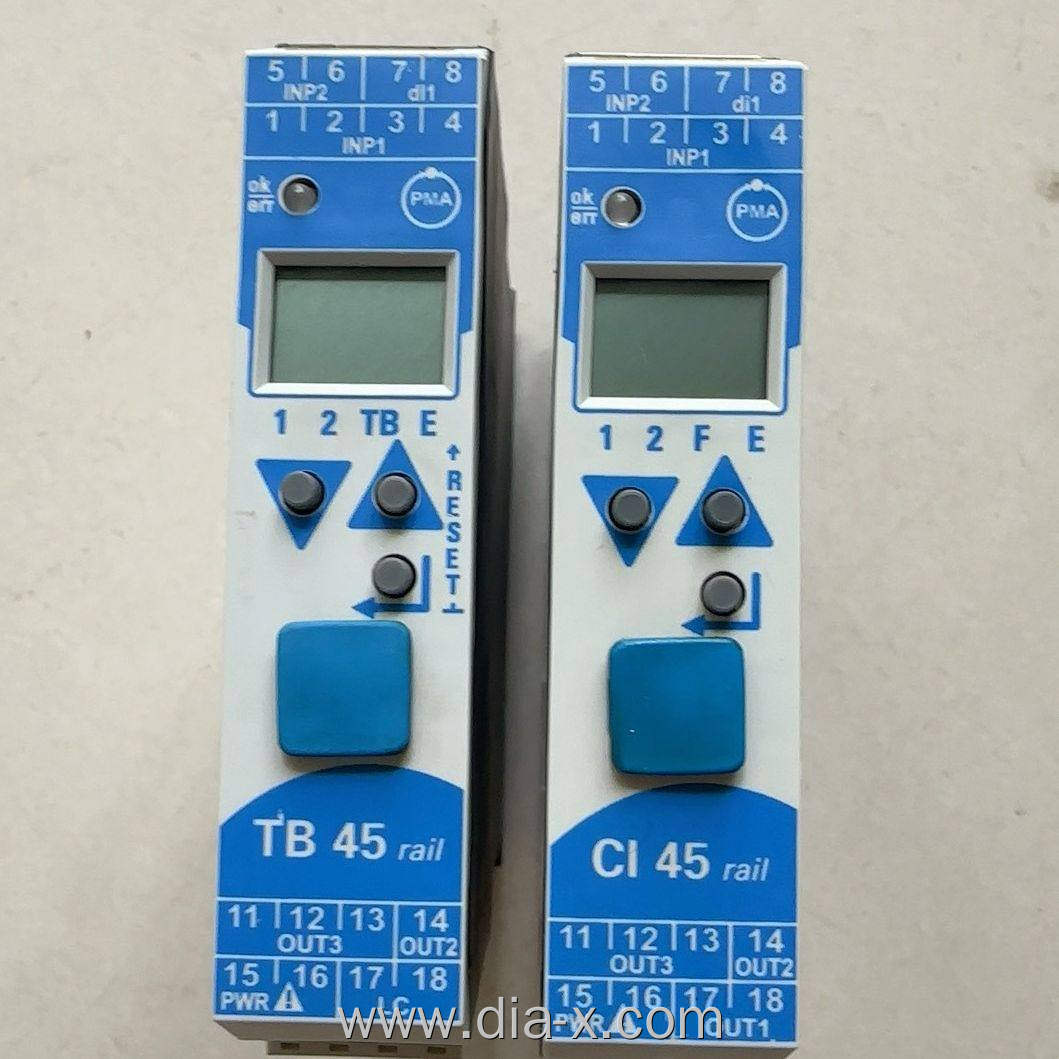 5 6 7 8
INP2 di1
1 2 3 4
INP1
ok
err
PMA
1 2 TB E
RESET
TB 45 rail
11 12 13 14
OUT3 OUT2
15 16 17 18
PWR LC
5 6 7 8
INP2 di1
1 2 3 4
INP1
ok
err
PMA
1 2 F E
CI 45 rail
11 12 13 14
OUT3 OUT2
15 16 17 18
PWR OUT1
www.dia-x.com